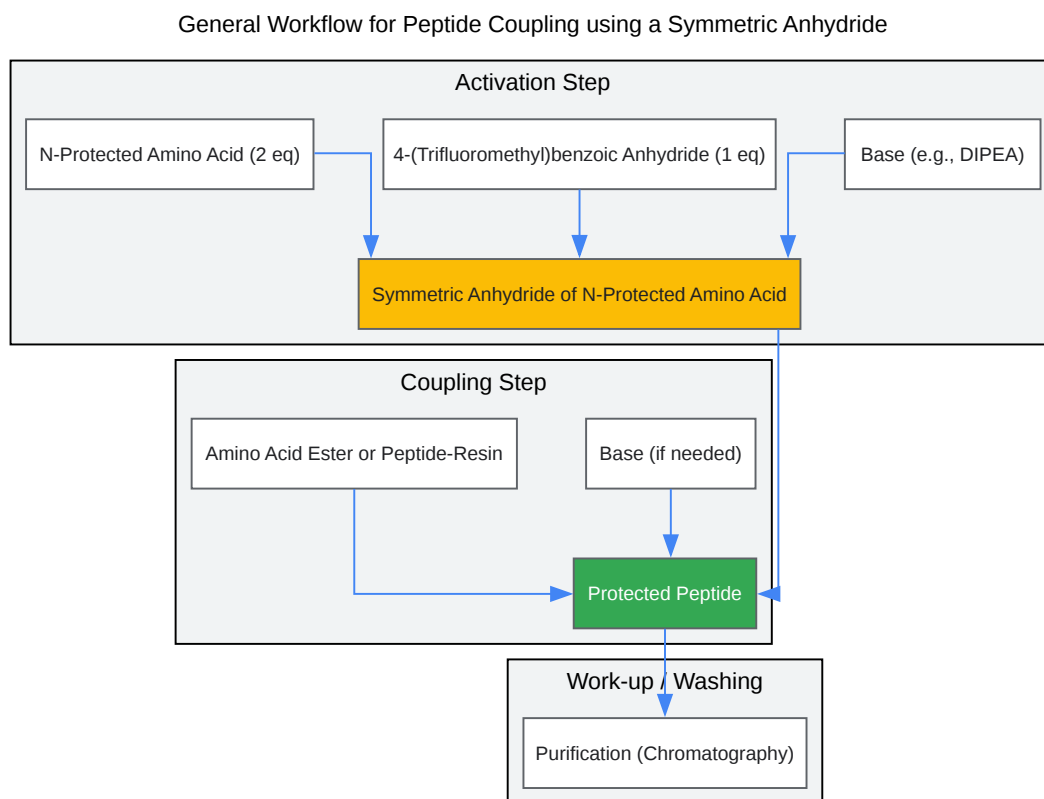 General Workflow for Peptide Coupling using a Symmetric Anhydride
Activation Step
N-Protected Amino Acid (2 eq)
4-(Trifluoromethyl)benzoic Anhydride (1 eq)
Base (e.g., DIPEA)
Symmetric Anhydride of N-Protected Amino Acid
Coupling Step
Amino Acid Ester or Peptide-Resin
Base (if needed)
Protected Peptide
Work-up / Washing
Purification (Chromatography)